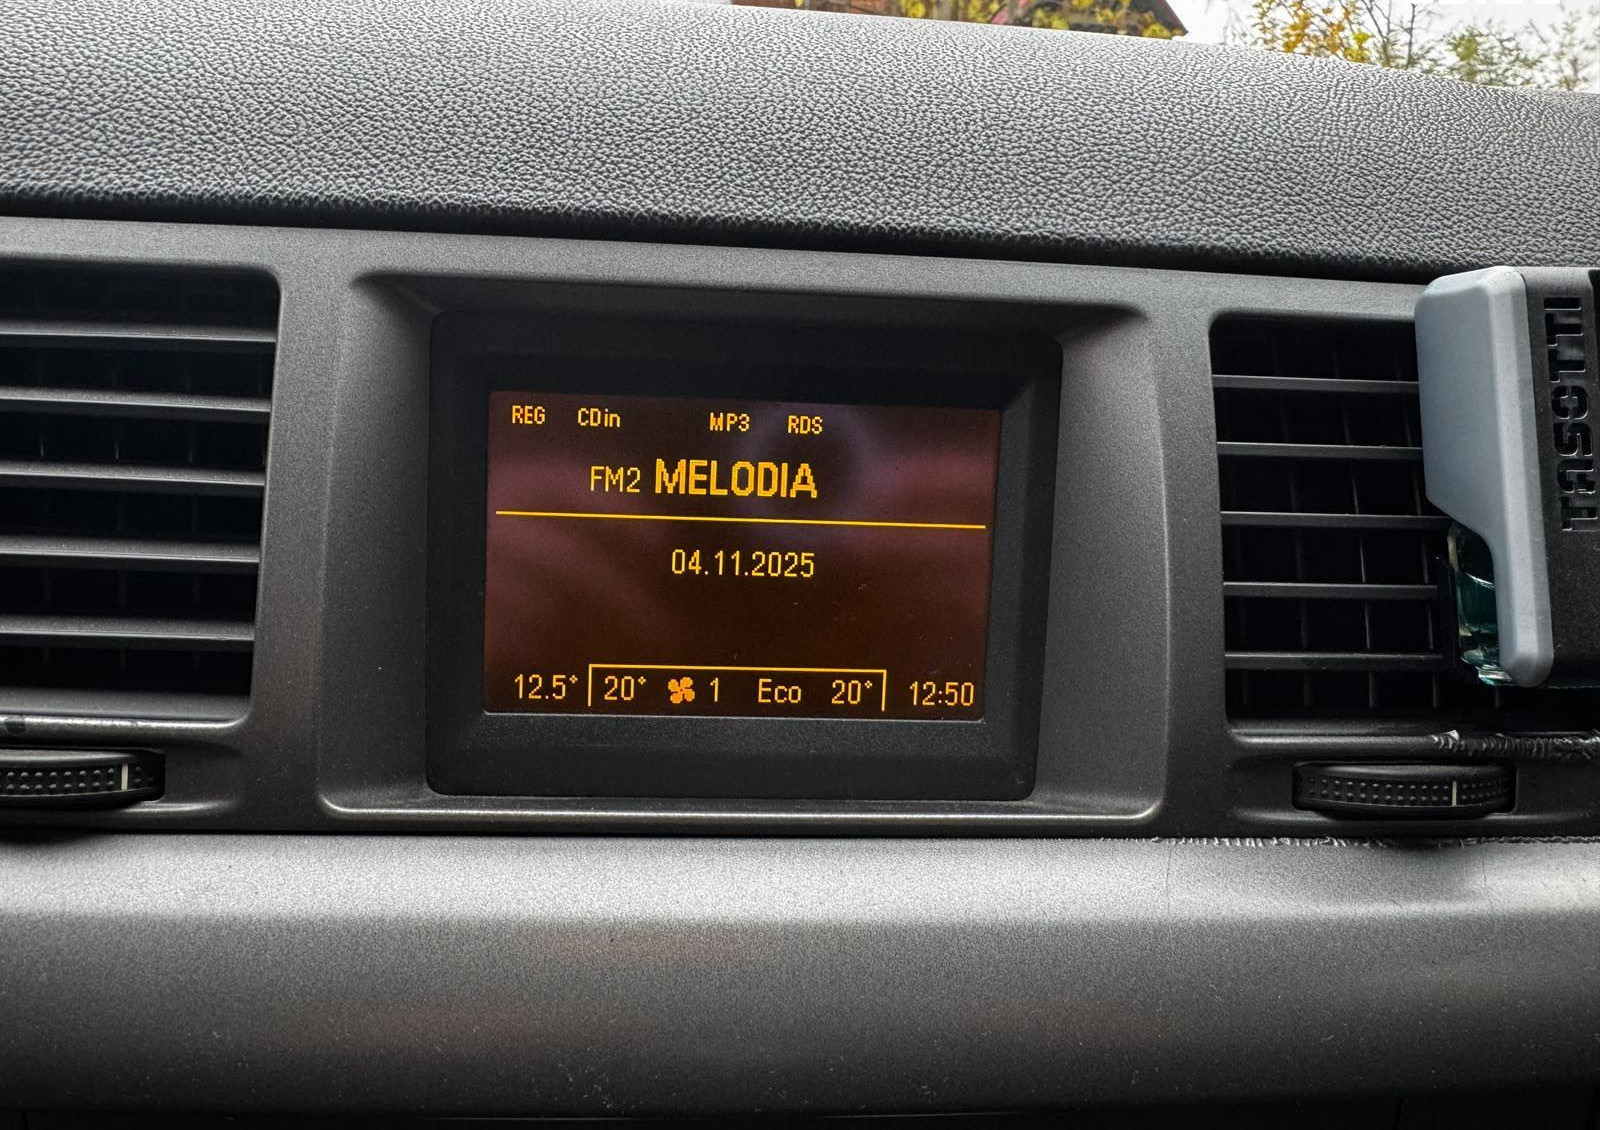 REG CDin MP3 RDS
FM2 MELODIA
04.11.2025
12.5° 20° 1 Eco 20° 12:50
TASOTTI